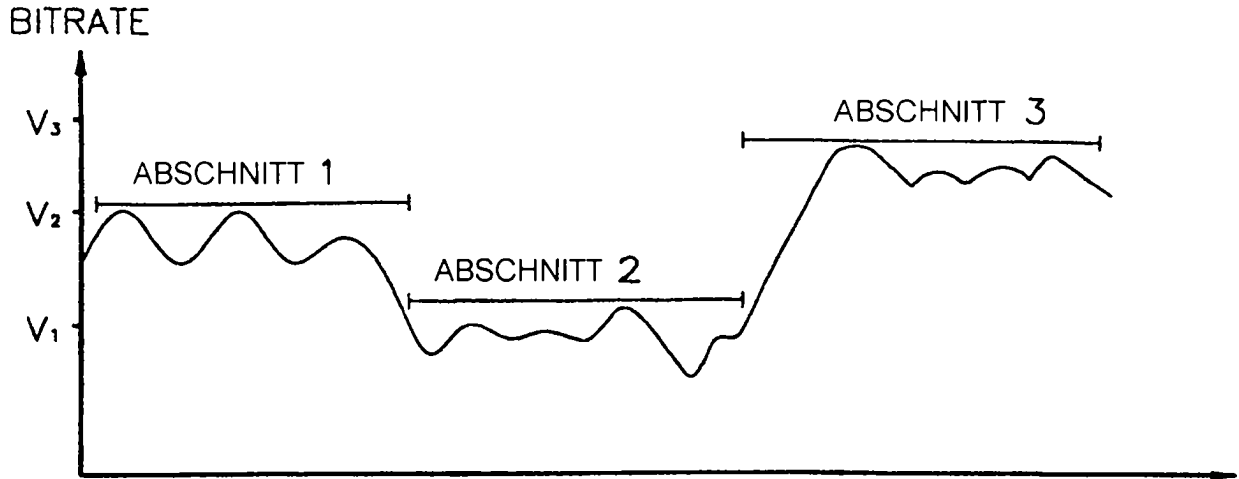 BITRATE
V₃
ABSCHNITT 3
ABSCHNITT 1
V₂
ABSCHNITT 2
V₁